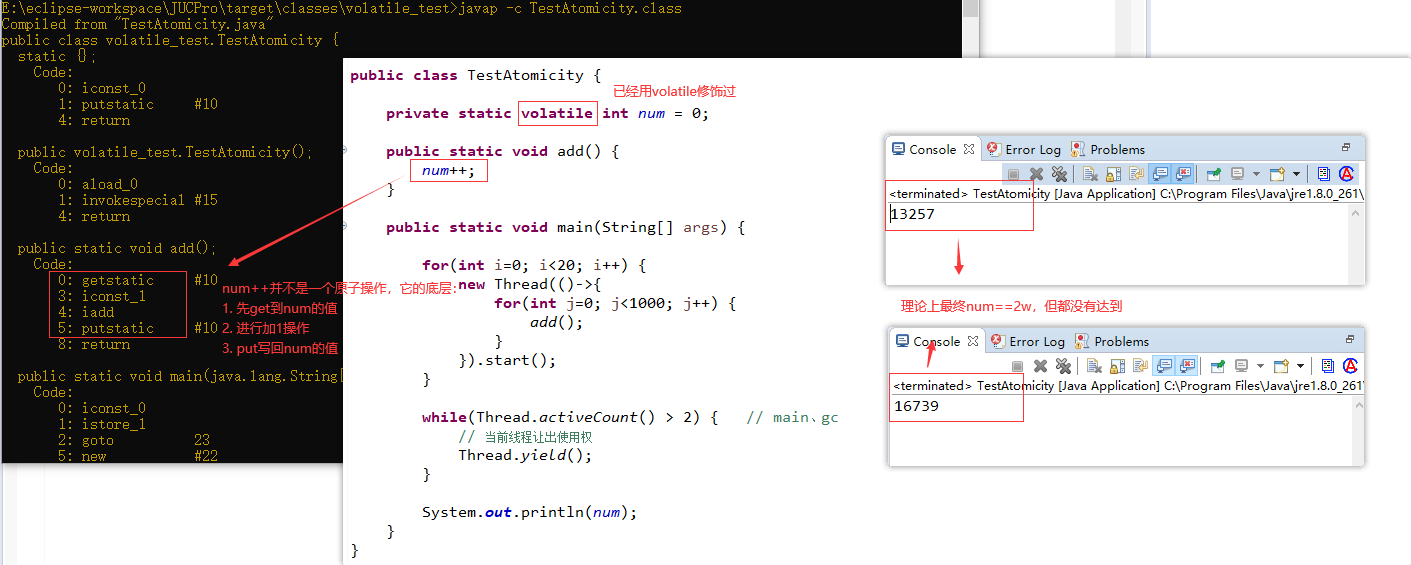 E:\eclipse-workspace\JUCPro\target\classes\volatile_test>javap -c TestAtomicity.class
Compiled from "TestAtomicity.java"
public class volatile_test.TestAtomicity {
static {};
Code:
0: iconst_0
1: putstatic #10
4: return
public volatile_test.TestAtomicity();
Code:
0: aload_0
1: invokespecial #15
4: return
public static void add();
Code:
0: getstatic #10
3: iconst_1
4: iadd
5: putstatic #10
8: return
public static void main(java.lang.String[
Code:
0: iconst_0
1: istore_1
2: goto 23
5: new #22
num++并不是一个原子操作，它的底层：
1. 先get到num的值
2. 进行加1操作
3. put写回num的值
public class TestAtomicity {
已经用volatile修饰过
private static volatile int num = 0;
public static void add() {
num++;
}
public static void main(String[] args) {
for(int i=0; i<20; i++) {
new Thread(()->{
for(int j=0; j<1000; j++) {
add();
}
}).start();
}
while(Thread.activeCount() > 2) { // main、gc
// 当前线程让出使用权
Thread.yield();
}
System.out.println(num);
}
}
Console Error Log Problems
<terminated> TestAtomicity [Java Application] C:\Program Files\Java\jre1.8.0_261\
13257
理论上最终num==2w，但都没有达到
Console Error Log Problems
<terminated> TestAtomicity [Java Application] C:\Program Files\Java\jre1.8.0_261\
16739